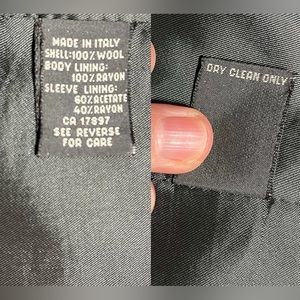 MADE IN ITALY
SHELL:100% WOOL
BODY LINING:
100% RAYON
SLEEVE LINING:
60% ACETATE
40% RAYON
CA 17897
SEE REVERSE
FOR CARE
DRY CLEAN ONLY